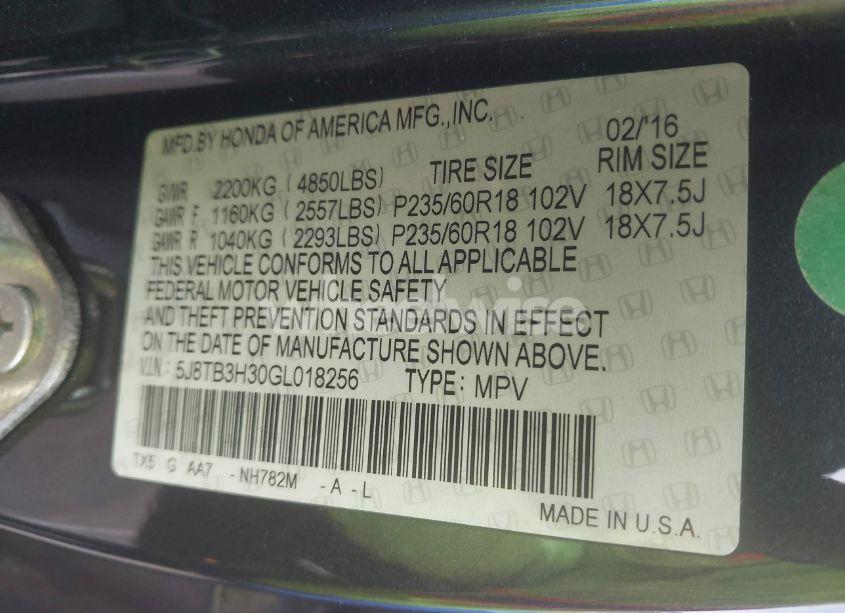 MFD.BY HONDA OF AMERICA MFG.,INC. 02/'16
GVWR 2200KG (4850LBS) TIRE SIZE RIM SIZE
GAWR F 1160KG (2557LBS) P235/60R18 102V 18X7.5J
GAWR R 1040KG (2293LBS) P235/60R18 102V 18X7.5J
THIS VEHICLE CONFORMS TO ALL APPLICABLE
FEDERAL MOTOR VEHICLE SAFETY
AND THEFT PREVENTION STANDARDS IN EFFECT
ON THE DATE OF MANUFACTURE SHOWN ABOVE.
V.I.N.: 5J8TB3H30GL018256 TYPE: MPV
TX5 G AA7 -NH782M -A -L
MADE IN U.S.A.